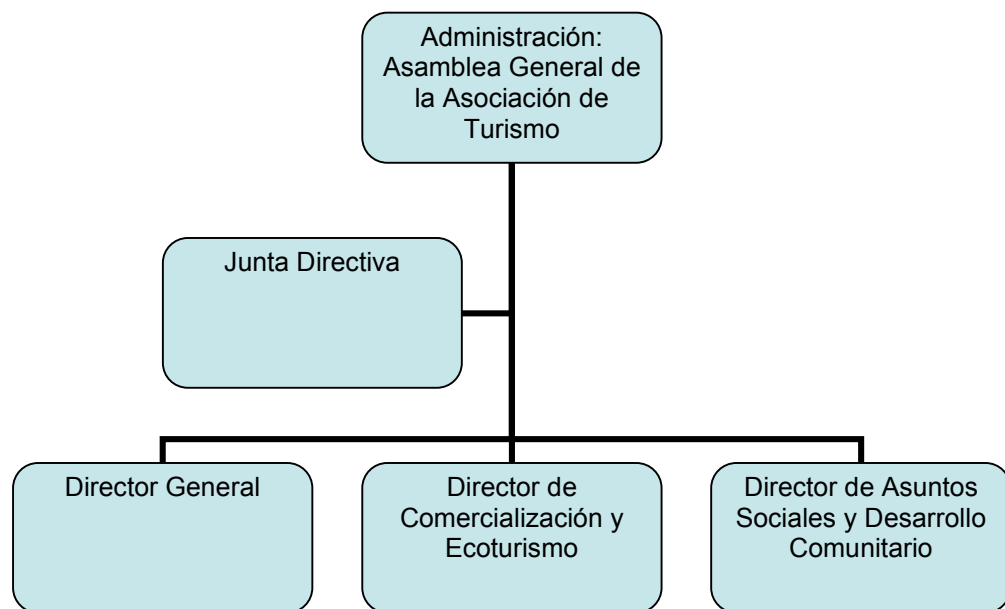 Administración:
Asamblea General de
la Asociación de
Turismo
Junta Directiva
Director General
Director de
Comercialización y
Ecoturismo
Director de Asuntos
Sociales y Desarrollo
Comunitario